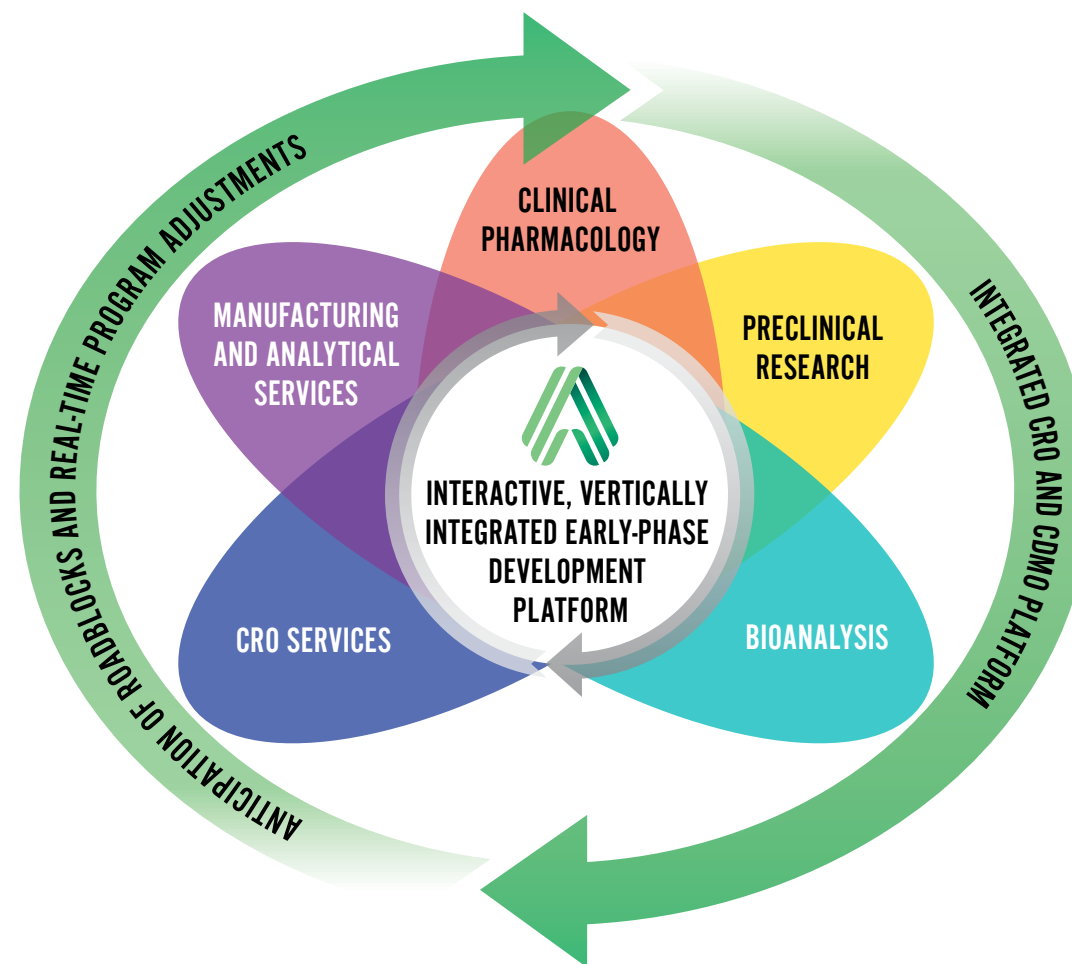 ANTICIPATION OF ROADBLOCKS AND REAL-TIME PROGRAM ADJUSTMENTS
INTEGRATED CRO AND CDMO PLATFORM
CLINICAL
PHARMACOLOGY
MANUFACTURING
AND ANALYTICAL
SERVICES
PRECLINICAL
RESEARCH
INTERACTIVE, VERTICALLY
INTEGRATED EARLY-PHASE
DEVELOPMENT
PLATFORM
CRO SERVICES
BIOANALYSIS